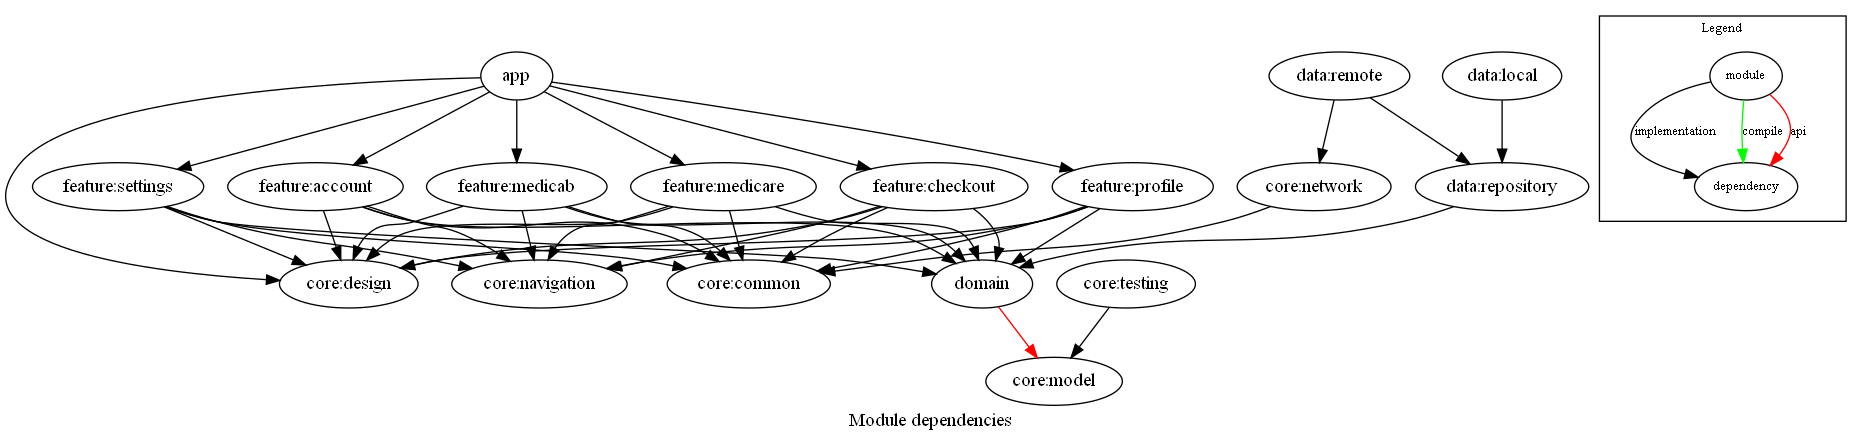 Legend
app
data:remote
data:local
module
implementation
compile
api
feature:settings
feature:account
feature:medicab
feature:medicare
feature:checkout
feature:profile
core:network
data:repository
dependency
core:design
core:navigation
core:common
domain
core:testing
core:model
Module dependencies